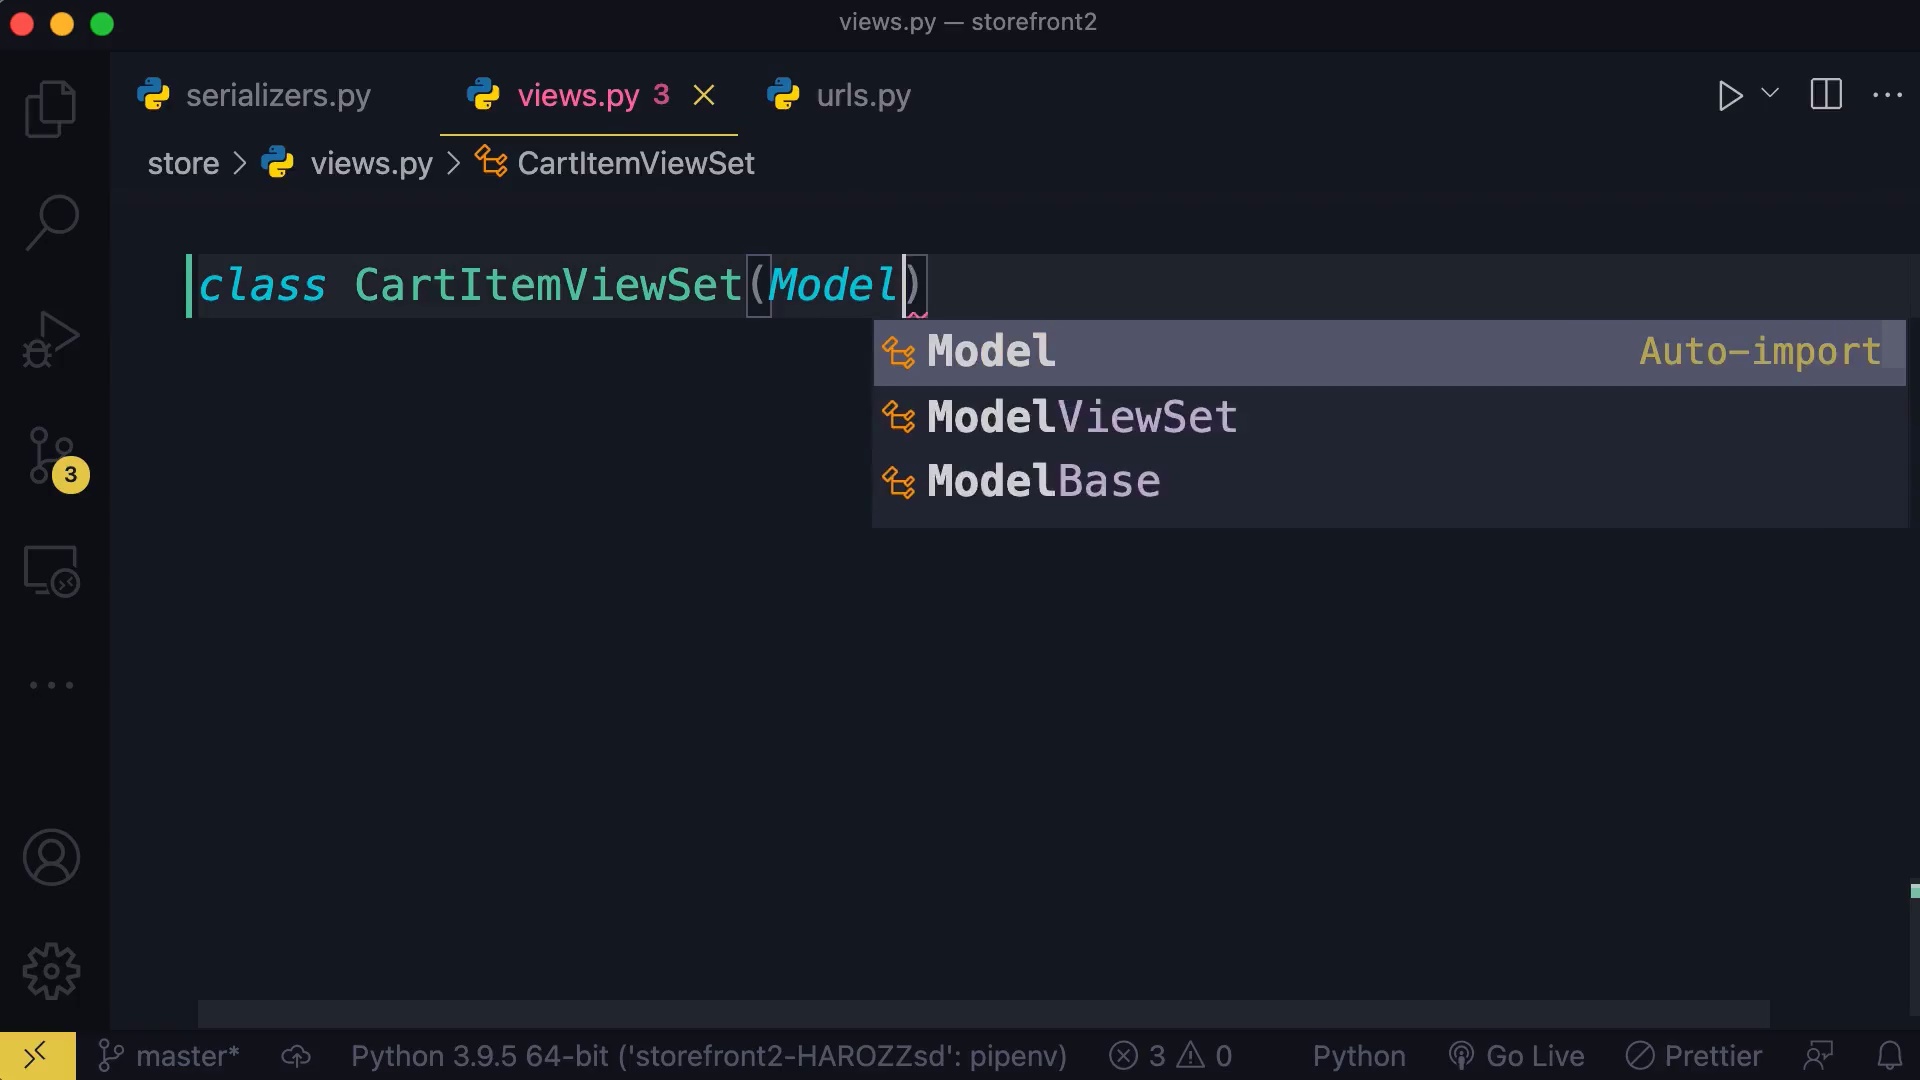 views.py — storefront2
serializers.py
views.py 3
urls.py
store > views.py > CartItemViewSet
class CartItemViewSet(Model)
Model Auto-import
ModelViewSet
ModelBase
3
master* Python 3.9.5 64-bit ('storefront2-HAROZZsd': pipenv) 3 0 Python Go Live Prettier